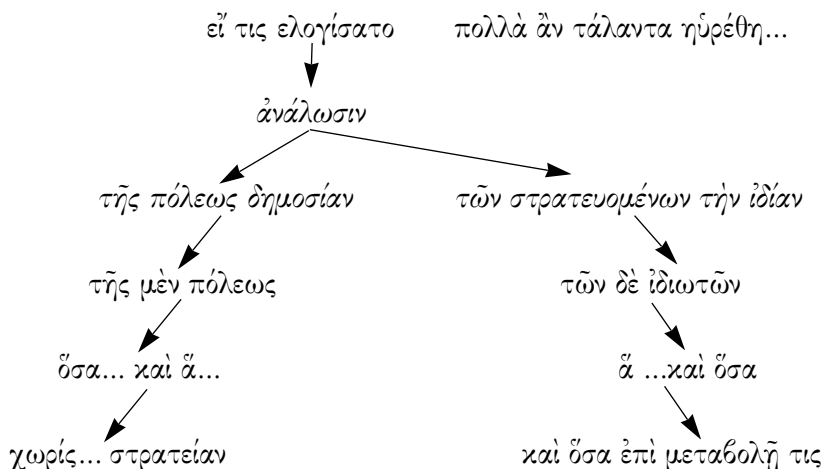 εἴ τις ελογίσατο πολλὰ ἂν τάλαντα ηὑρέθη...
ἀνάλωσιν
τῆς πόλεως δημοσίαν τῶν στρατευομένων τὴν ἰδίαν
τῆς μὲν πόλεως τῶν δὲ ἰδιωτῶν
ὅσα... καὶ ἅ... ἅ ...καὶ ὅσα
χωρίς... στρατείαν καὶ ὅσα ἐπὶ μεταβολῇ τις